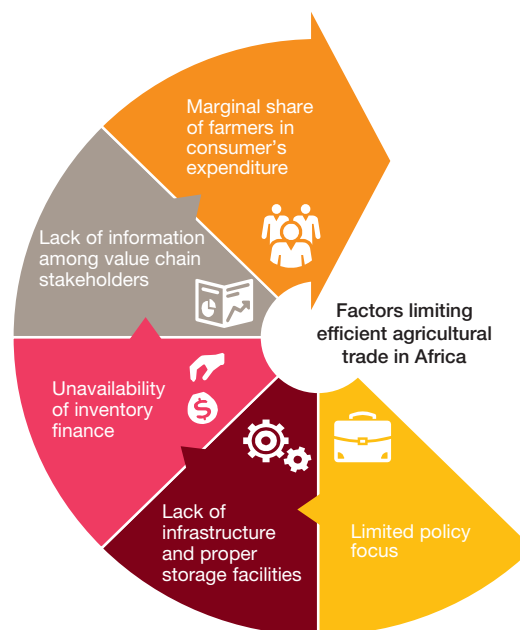 Marginal share
of farmers in
consumer's
expenditure
Lack of information
among value chain
stakeholders
Factors limiting
efficient agricultural
trade in Africa
Unavailability
of inventory
finance
Lack of
infrastructure
and proper
storage facilities
Limited policy
focus